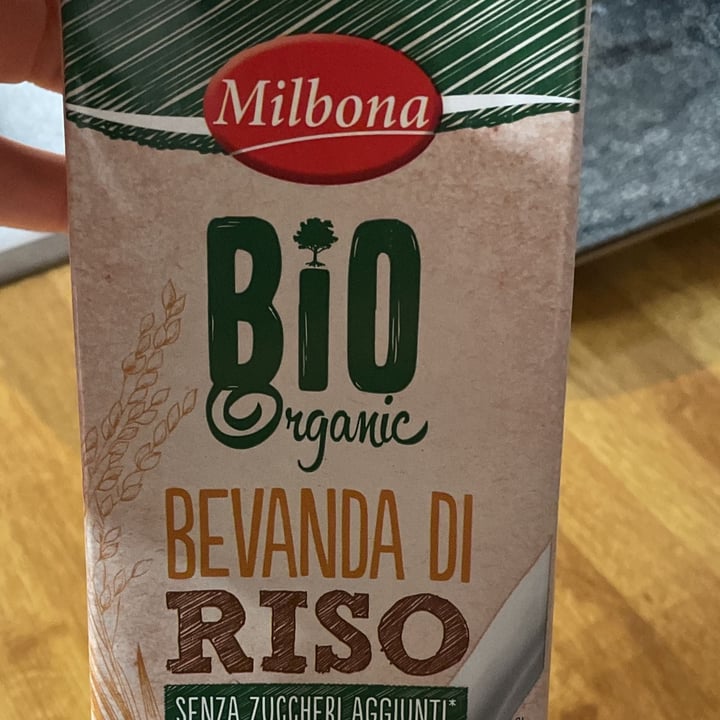 Milbona
BIO
Organic
BEVANDA DI
RISO
SENZA ZUCCHERI AGGIUNTI*